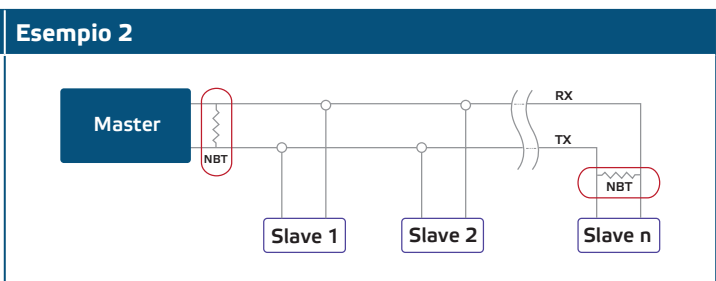 Esempio 2
RX
Master
TX
NBT
NBT
Slave 1
Slave 2
Slave n